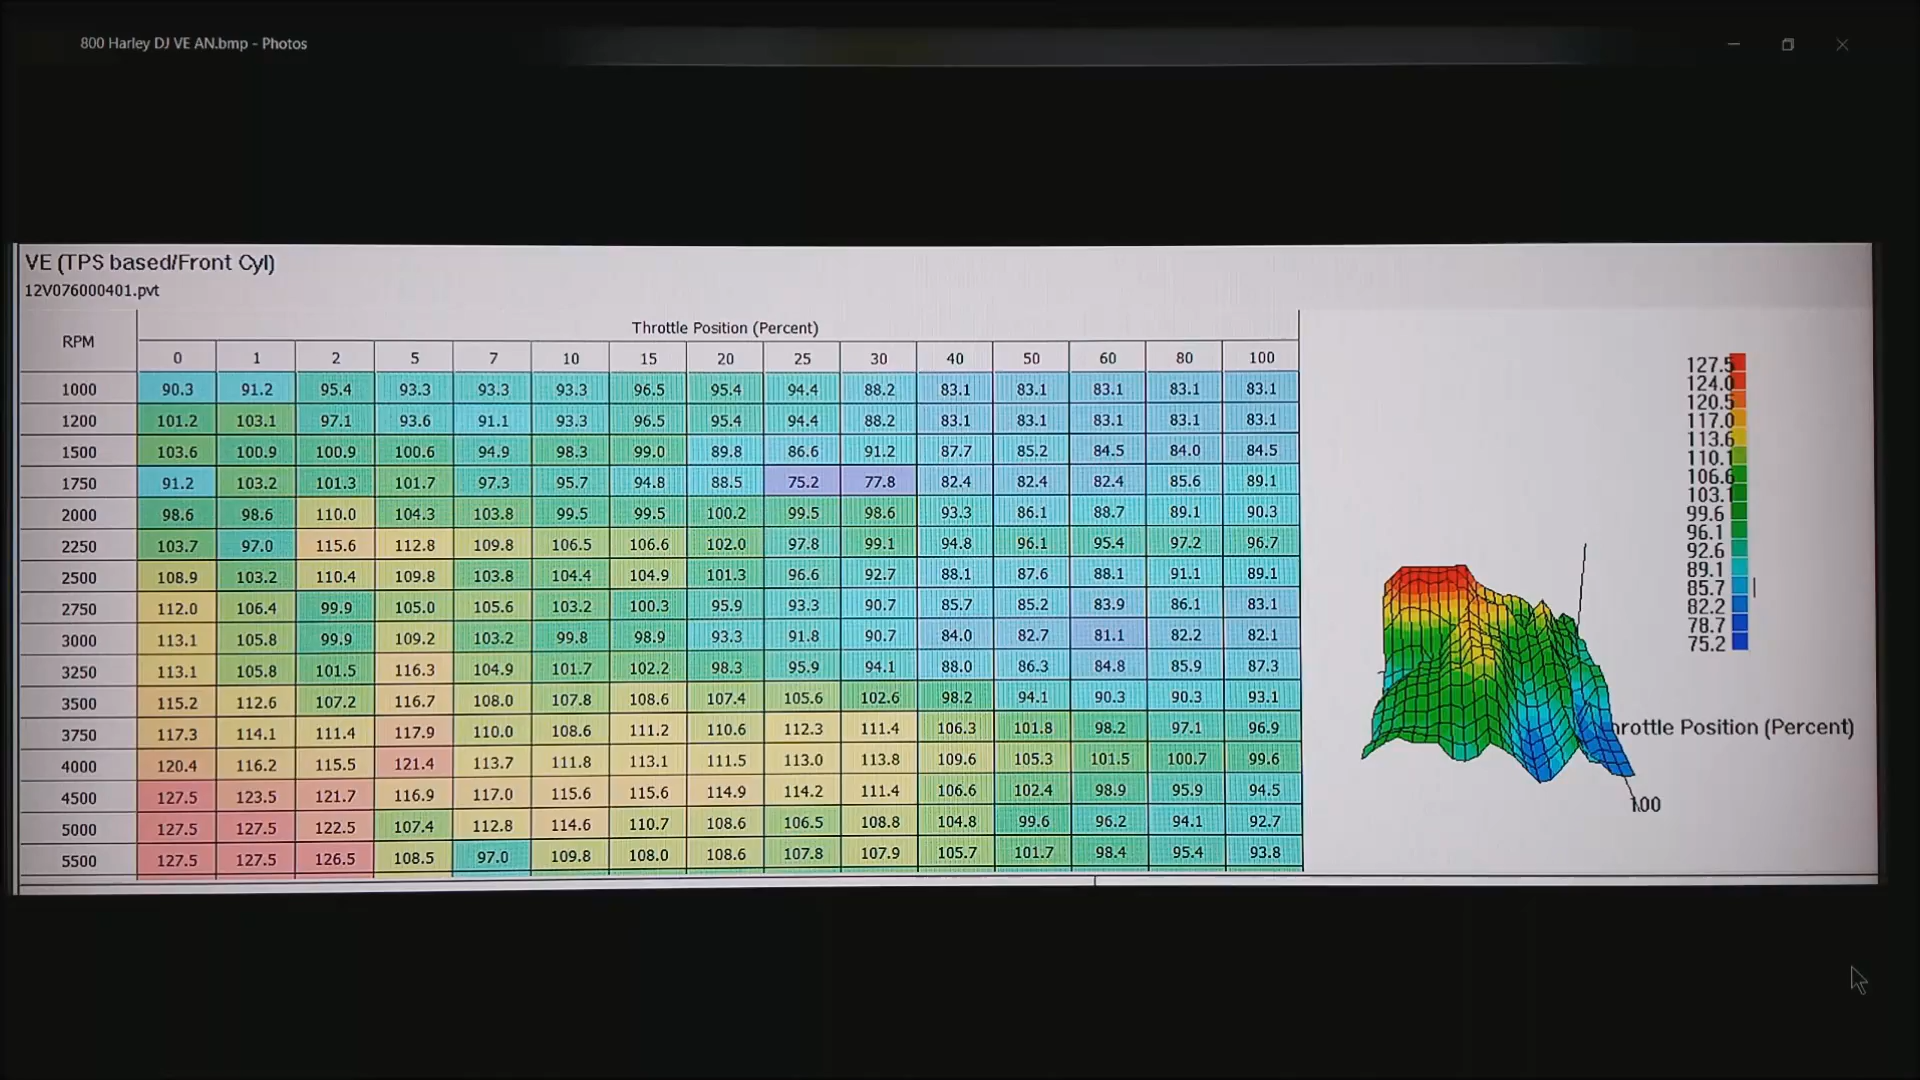 800 Harley DJ VE AN.bmp - Photos
VE (TPS based/Front Cyl)
12V076000401.pvt
RPM
Throttle Position (Percent)
0 1 2 5 7 10 15 20 25 30 40 50 60 80 100
1000 90.3 91.2 95.4 93.3 93.3 93.3 96.5 95.4 94.4 88.2 83.1 83.1 83.1 83.1 83.1
1200 101.2 103.1 97.1 93.6 91.1 93.3 96.5 95.4 94.4 88.2 83.1 83.1 83.1 83.1 83.1
1500 103.6 100.9 100.9 100.6 94.9 98.3 99.0 89.8 86.6 91.2 87.7 85.2 84.5 84.0 84.5
1750 91.2 103.2 101.3 101.7 97.3 95.7 94.8 88.5 75.2 77.8 82.4 82.4 82.4 85.6 89.1
2000 98.6 98.6 110.0 104.3 103.8 99.5 99.5 100.2 99.5 98.6 93.3 86.1 88.7 89.1 90.3
2250 103.7 97.0 115.6 112.8 109.8 106.5 106.6 102.0 97.8 99.1 94.8 96.1 95.4 97.2 96.7
2500 108.9 103.2 110.4 109.8 103.8 104.4 104.9 101.3 96.6 92.7 88.1 87.6 88.1 91.1 89.1
2750 112.0 106.4 99.9 105.0 105.6 103.2 100.3 95.9 93.3 90.7 85.7 85.2 83.9 86.1 83.1
3000 113.1 105.8 99.9 109.2 103.2 99.8 98.9 93.3 91.8 90.7 84.0 82.7 81.1 82.2 82.1
3250 113.1 105.8 101.5 116.3 104.9 101.7 102.2 98.3 95.9 94.1 88.0 86.3 84.8 85.9 87.3
3500 115.2 112.6 107.2 116.7 108.0 107.8 108.6 107.4 105.6 102.6 98.2 94.1 90.3 90.3 93.1
3750 117.3 114.1 111.4 117.9 110.0 108.6 111.2 110.6 112.3 111.4 106.3 101.8 98.2 97.1 96.9
4000 120.4 116.2 115.5 121.4 113.7 111.8 113.1 111.5 113.0 113.8 109.6 105.3 101.5 100.7 99.6
4500 127.5 123.5 121.7 116.9 117.0 115.6 115.6 114.9 114.2 111.4 106.6 102.4 98.9 95.9 94.5
5000 127.5 127.5 122.5 107.4 112.8 114.6 110.7 108.6 106.5 108.8 104.8 99.6 96.2 94.1 92.7
5500 127.5 127.5 126.5 108.5 97.0 109.8 108.0 108.6 107.8 107.9 105.7 101.7 98.4 95.4 93.8
127.5
124.0
120.5
117.0
113.6
110.1
106.6
103.1
99.6
96.1
92.6
89.1
85.7
82.2
78.7
75.2
hrottle Position (Percent)
100